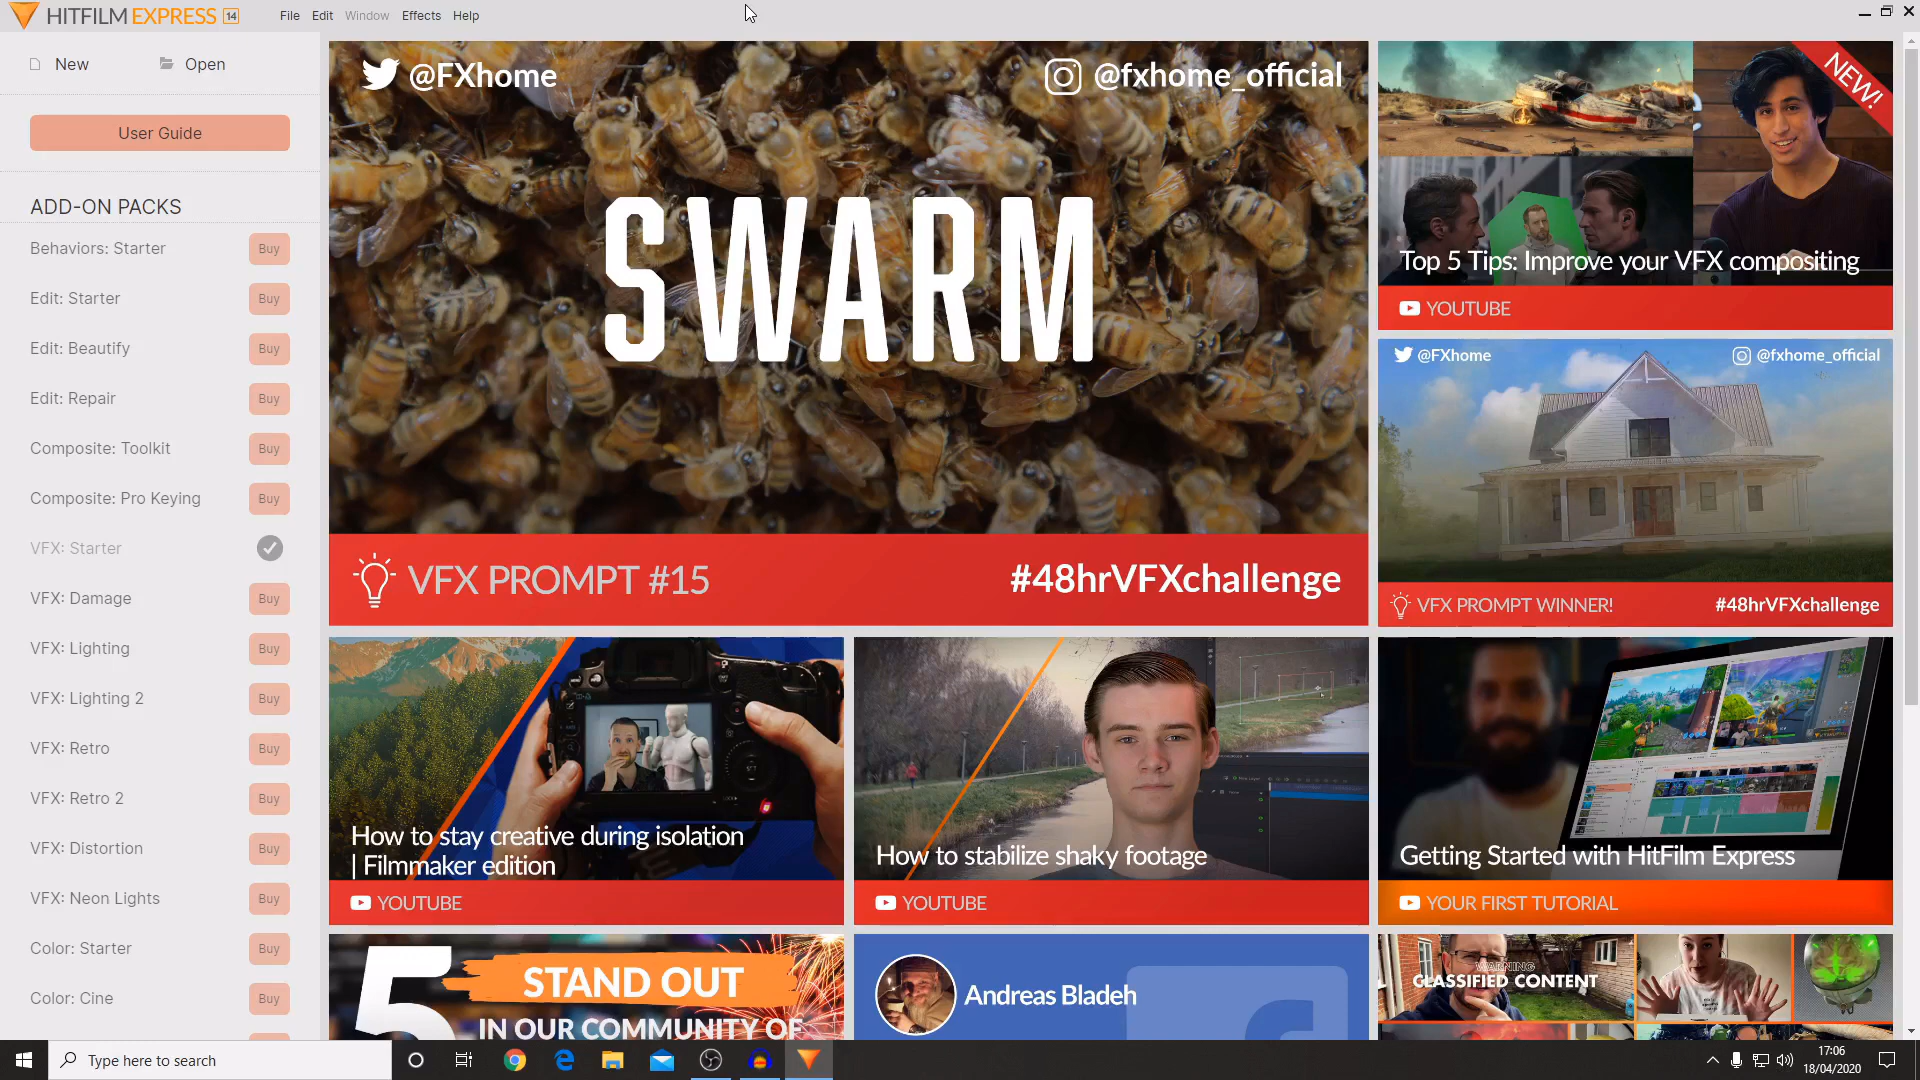 HITFILM EXPRESS 14
File Edit Window Effects Help
New Open
User Guide
ADD-ON PACKS
Behaviors: Starter Buy
Edit: Starter Buy
Edit: Beautify Buy
Edit: Repair Buy
Composite: Toolkit Buy
Composite: Pro Keying Buy
VFX: Starter
VFX: Damage Buy
VFX: Lighting Buy
VFX: Lighting 2 Buy
VFX: Retro Buy
VFX: Retro 2 Buy
VFX: Distortion Buy
VFX: Neon Lights Buy
Color: Starter Buy
Color: Cine Buy
@FXhome @fxhome_official
SWARM
VFX PROMPT #15 #48hrVFXchallenge
NEW!
Top 5 Tips: Improve your VFX compositing
YOUTUBE
@FXhome @fxhome_official
VFX PROMPT WINNER! #48hrVFXchallenge
How to stay creative during isolation
| Filmmaker edition
YOUTUBE
How to stabilize shaky footage
YOUTUBE
Getting Started with HitFilm Express
YOUR FIRST TUTORIAL
5 STAND OUT
IN OUR COMMUNITY OF
Andreas Bladeh
WARNING
CLASSIFIED CONTENT
Type here to search
17:06
18/04/2020